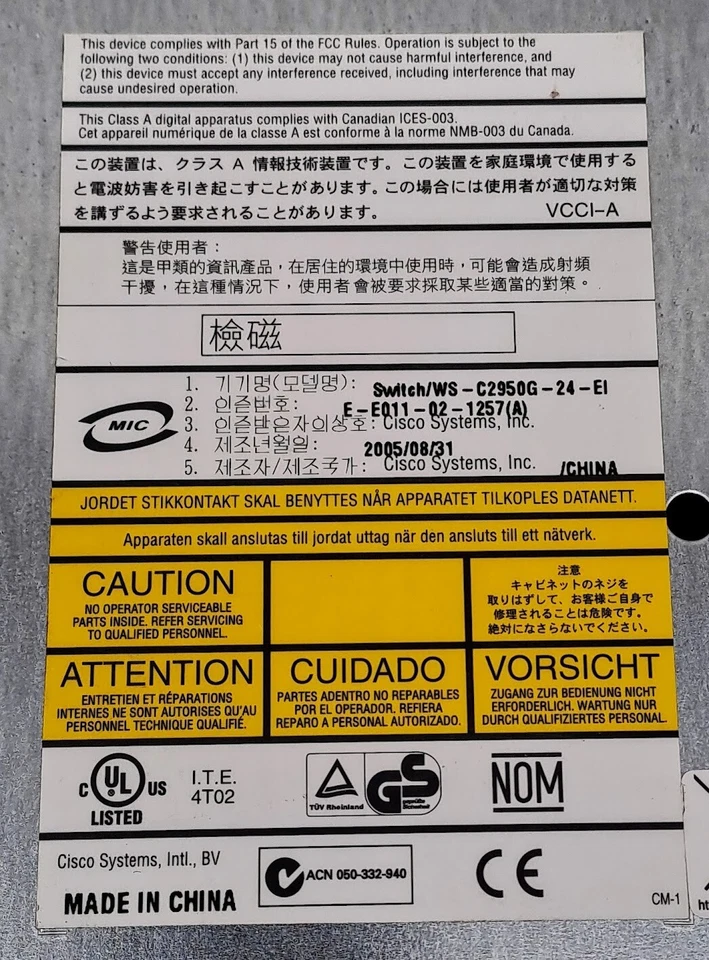 This device complies with Part 15 of the FCC Rules. Operation is subject to the
following two conditions: (1) this device may not cause harmful interference, and
(2) this device must accept any interference received, including interference that may
cause undesired operation.
This Class A digital apparatus complies with Canadian ICES-003.
Cet appareil numérique de la classe A est conforme à la norme NMB-003 du Canada.
この装置は、クラス A 情報技術装置です。この装置を家庭環境で使用する
と電波妨害を引き起こすことがあります。この場合には使用者が適切な対策
を講ずるよう要求されることがあります。 VCCI-A
警告使用者：
這是甲類的資訊產品，在居住的環境中使用時，可能會造成射頻
干擾，在這種情況下，使用者會被要求採取某些適當的對策。
檢磁
MIC
1. 기기명(모델명): Switch/WS-C2950G-24-EI
2. 인증번호: E-E011-02-1257(A)
3. 인증받은자의상호: Cisco Systems, Inc.
4. 제조년월일: 2005/08/31
5. 제조자/제조국가: Cisco Systems, Inc. /CHINA
JORDET STIKKONTAKT SKAL BENYTTES NÅR APPARATET TILKOPLES DATANETT.
Apparaten skall anslutas till jordat uttag när den ansluts till ett nätverk.
CAUTION
NO OPERATOR SERVICEABLE
PARTS INSIDE. REFER SERVICING
TO QUALIFIED PERSONNEL.
注意
キャビネットのネジを
取りはずして、お客様ご自身で
修理されることは危険です。
絶対になさらないでください。
ATTENTION
ENTRETIEN ET RÉPARATIONS
INTERNES NE SONT AUTORISES QU'AU
PERSONNEL TECHNIQUE QUALIFIÉ.
CUIDADO
PARTES ADENTRO NO REPARABLES
POR EL OPERADOR. REFIERA
REPARO A PERSONAL AUTORIZADO.
VORSICHT
ZUGANG ZUR BEDIENUNG NICHT
ERFORDERLICH. WARTUNG NUR
DURCH QUALIFIZIERTES PERSONAL.
C UL US
LISTED
I.T.E.
4T02
TÜV Rheinland
GS
geprüfte
Sicherheit
NOM
Cisco Systems, Intl., BV
MADE IN CHINA
ACN 050-332-940
CE
CM-1